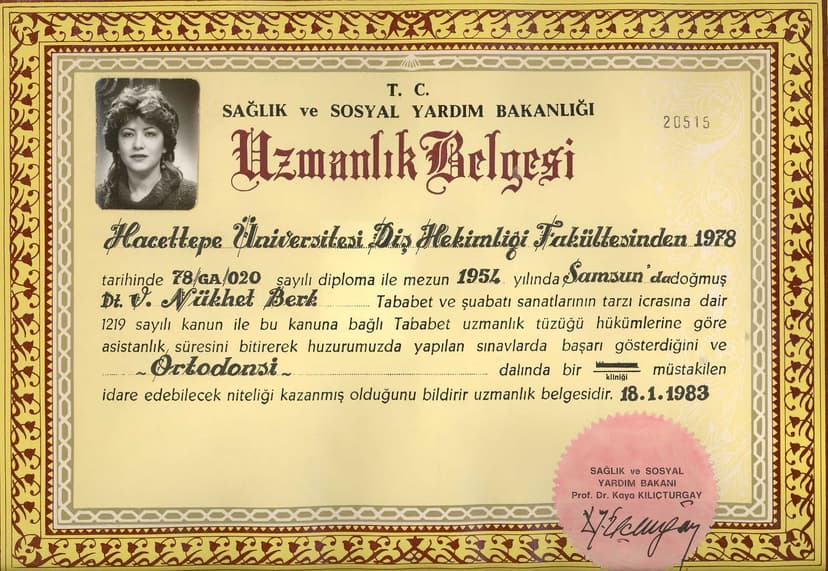 T. C.
SAĞLIK ve SOSYAL YARDIM BAKANLIĞI
20515
Uzmanlık Belgesi
Hacettepe Üniversitesi Diş Hekimliği Fakültesinden 1978
tarihinde 78/GA/020 sayılı diploma ile mezun 1954 yılında Samsun'dadoğmuş
Dt. V. Nükhet Berk Tababet ve şuabatı sanatlarının tarzı icrasına dair
1219 sayılı kanun ile bu kanuna bağlı Tababet uzmanlık tüzüğü hükümlerine göre
asistanlık süresini bitirerek huzurumuzda yapılan sınavlarda başarı gösterdiğini ve
~ Ortodonsi ~ dalında bir kliniği müstakilen
idare edebilecek niteliği kazanmış olduğunu bildirir uzmanlık belgesidir. 18.1.1983
SAĞLIK ve SOSYAL
YARDIM BAKANI
Prof. Dr. Kaya KILIÇTURGAY